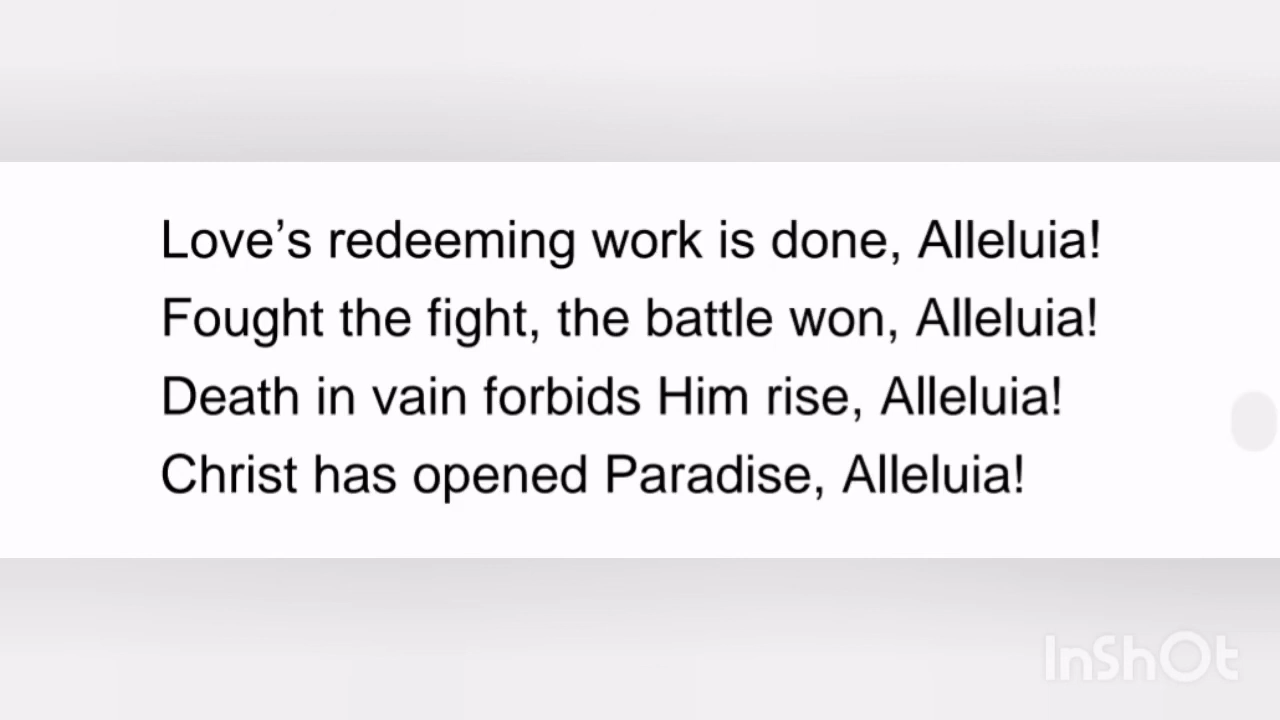 Love’s redeeming work is done, Alleluia!
Fought the fight, the battle won, Alleluia!
Death in vain forbids Him rise, Alleluia!
Christ has opened Paradise, Alleluia!
InShOt